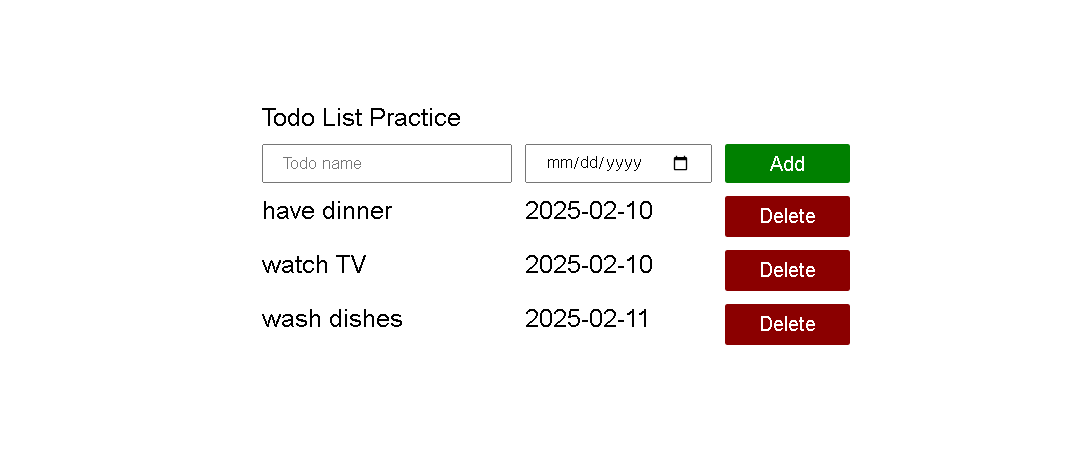 Todo List Practice
Todo name mm/dd/yyyy Add
have dinner 2025-02-10 Delete
watch TV 2025-02-10 Delete
wash dishes 2025-02-11 Delete